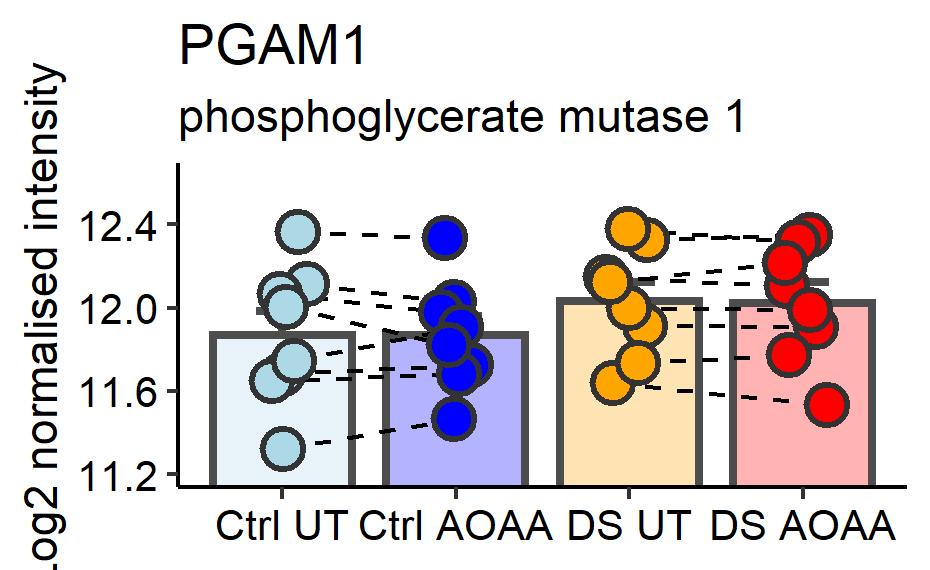 PGAM1
phosphoglycerate mutase 1
Log2 normalised intensity
12.4
12.0
11.6
11.2
Ctrl UT Ctrl AOAA DS UT DS AOAA